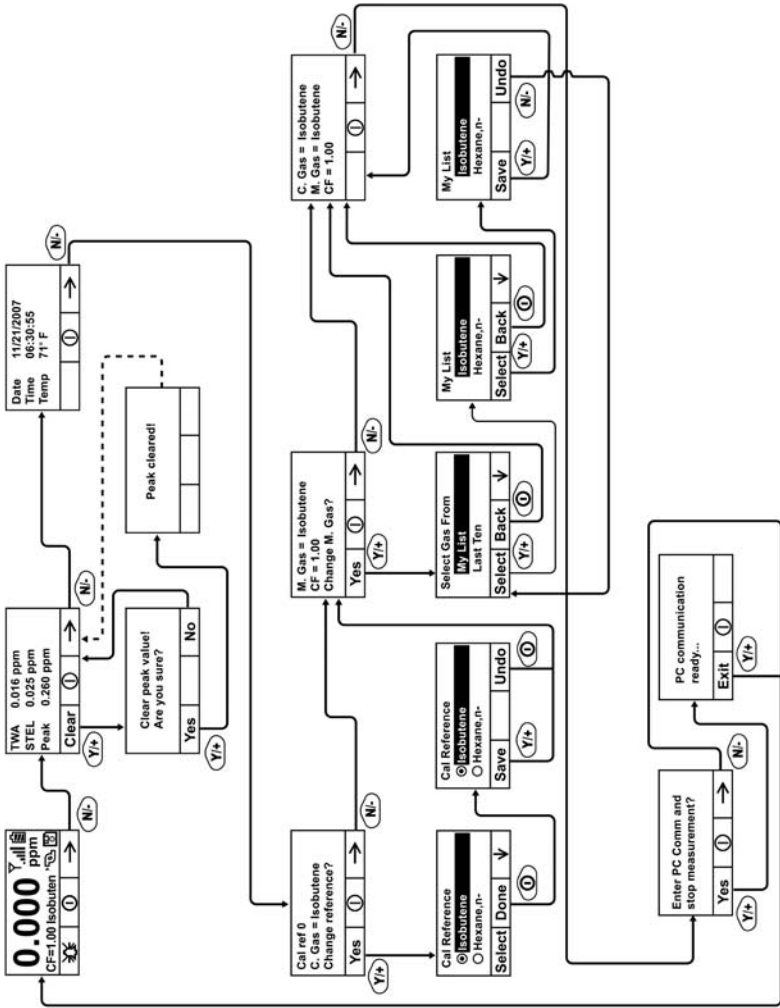 0.000 ppm
CF=1.00 Isobuten
N/-
TWA 0.016 ppm
STEL 0.025 ppm
Peak 0.260 ppm
Clear
Y/+
N/-
Date 11/21/2007
Time 06:30:55
Temp 71° F
N/-
Clear peak value!
Are you sure?
Yes No
Y/+
Peak cleared!
Cal ref 0
C. Gas = Isobutene
Change reference?
Yes
Y/+
N/-
M. Gas = Isobutene
CF = 1.00
Change M. Gas?
Yes
Y/+
N/-
C. Gas = Isobutene
M. Gas = Isobutene
CF = 1.00
N/-
Cal Reference
Isobutene
Hexane,n-
Select Done
Cal Reference
Isobutene
Hexane,n-
Save Undo
Y/+
Select Gas From
My List
Last Ten
Select Back
Y/+
My List
Isobutene
Hexane,n-
Select Back
Y/+
My List
Isobutene
Hexane,n-
Save Undo
Y/+
N/-
Enter PC Comm and
stop measurement?
Yes
Y/+
N/-
PC communication
ready...
Exit
Y/+